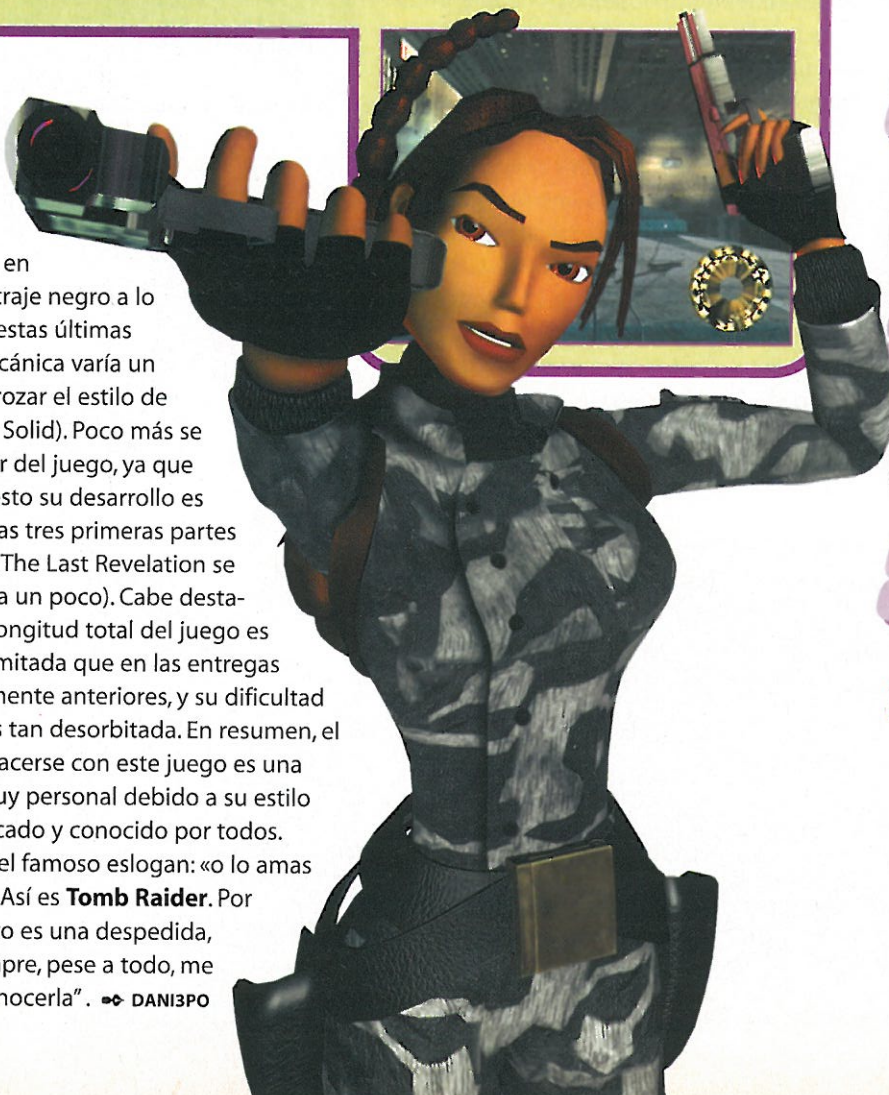 en
traje negro a lo
estas últimas
cánica varía un
rozar el estilo de
Solid). Poco más se
r del juego, ya que
sto su desarrollo es
as tres primeras partes
The Last Revelation se
a un poco). Cabe desta-
ongitud total del juego es
mitada que en las entregas
mente anteriores, y su dificultad
s tan desorbitada. En resumen, el
acerse con este juego es una
uy personal debido a su estilo
cado y conocido por todos.
el famoso eslogan: «o lo amas
Así es Tomb Raider. Por
o es una despedida,
pre, pese a todo, me
nocerla". DANI3PO